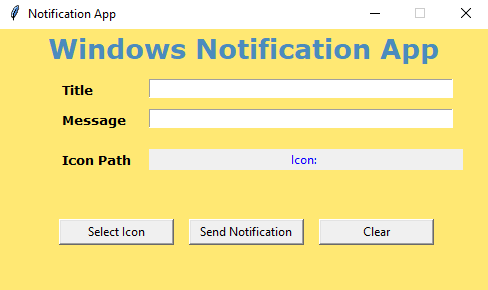 Notification App
Windows Notification App
Title
Message
Icon Path Icon:
Select Icon Send Notification Clear